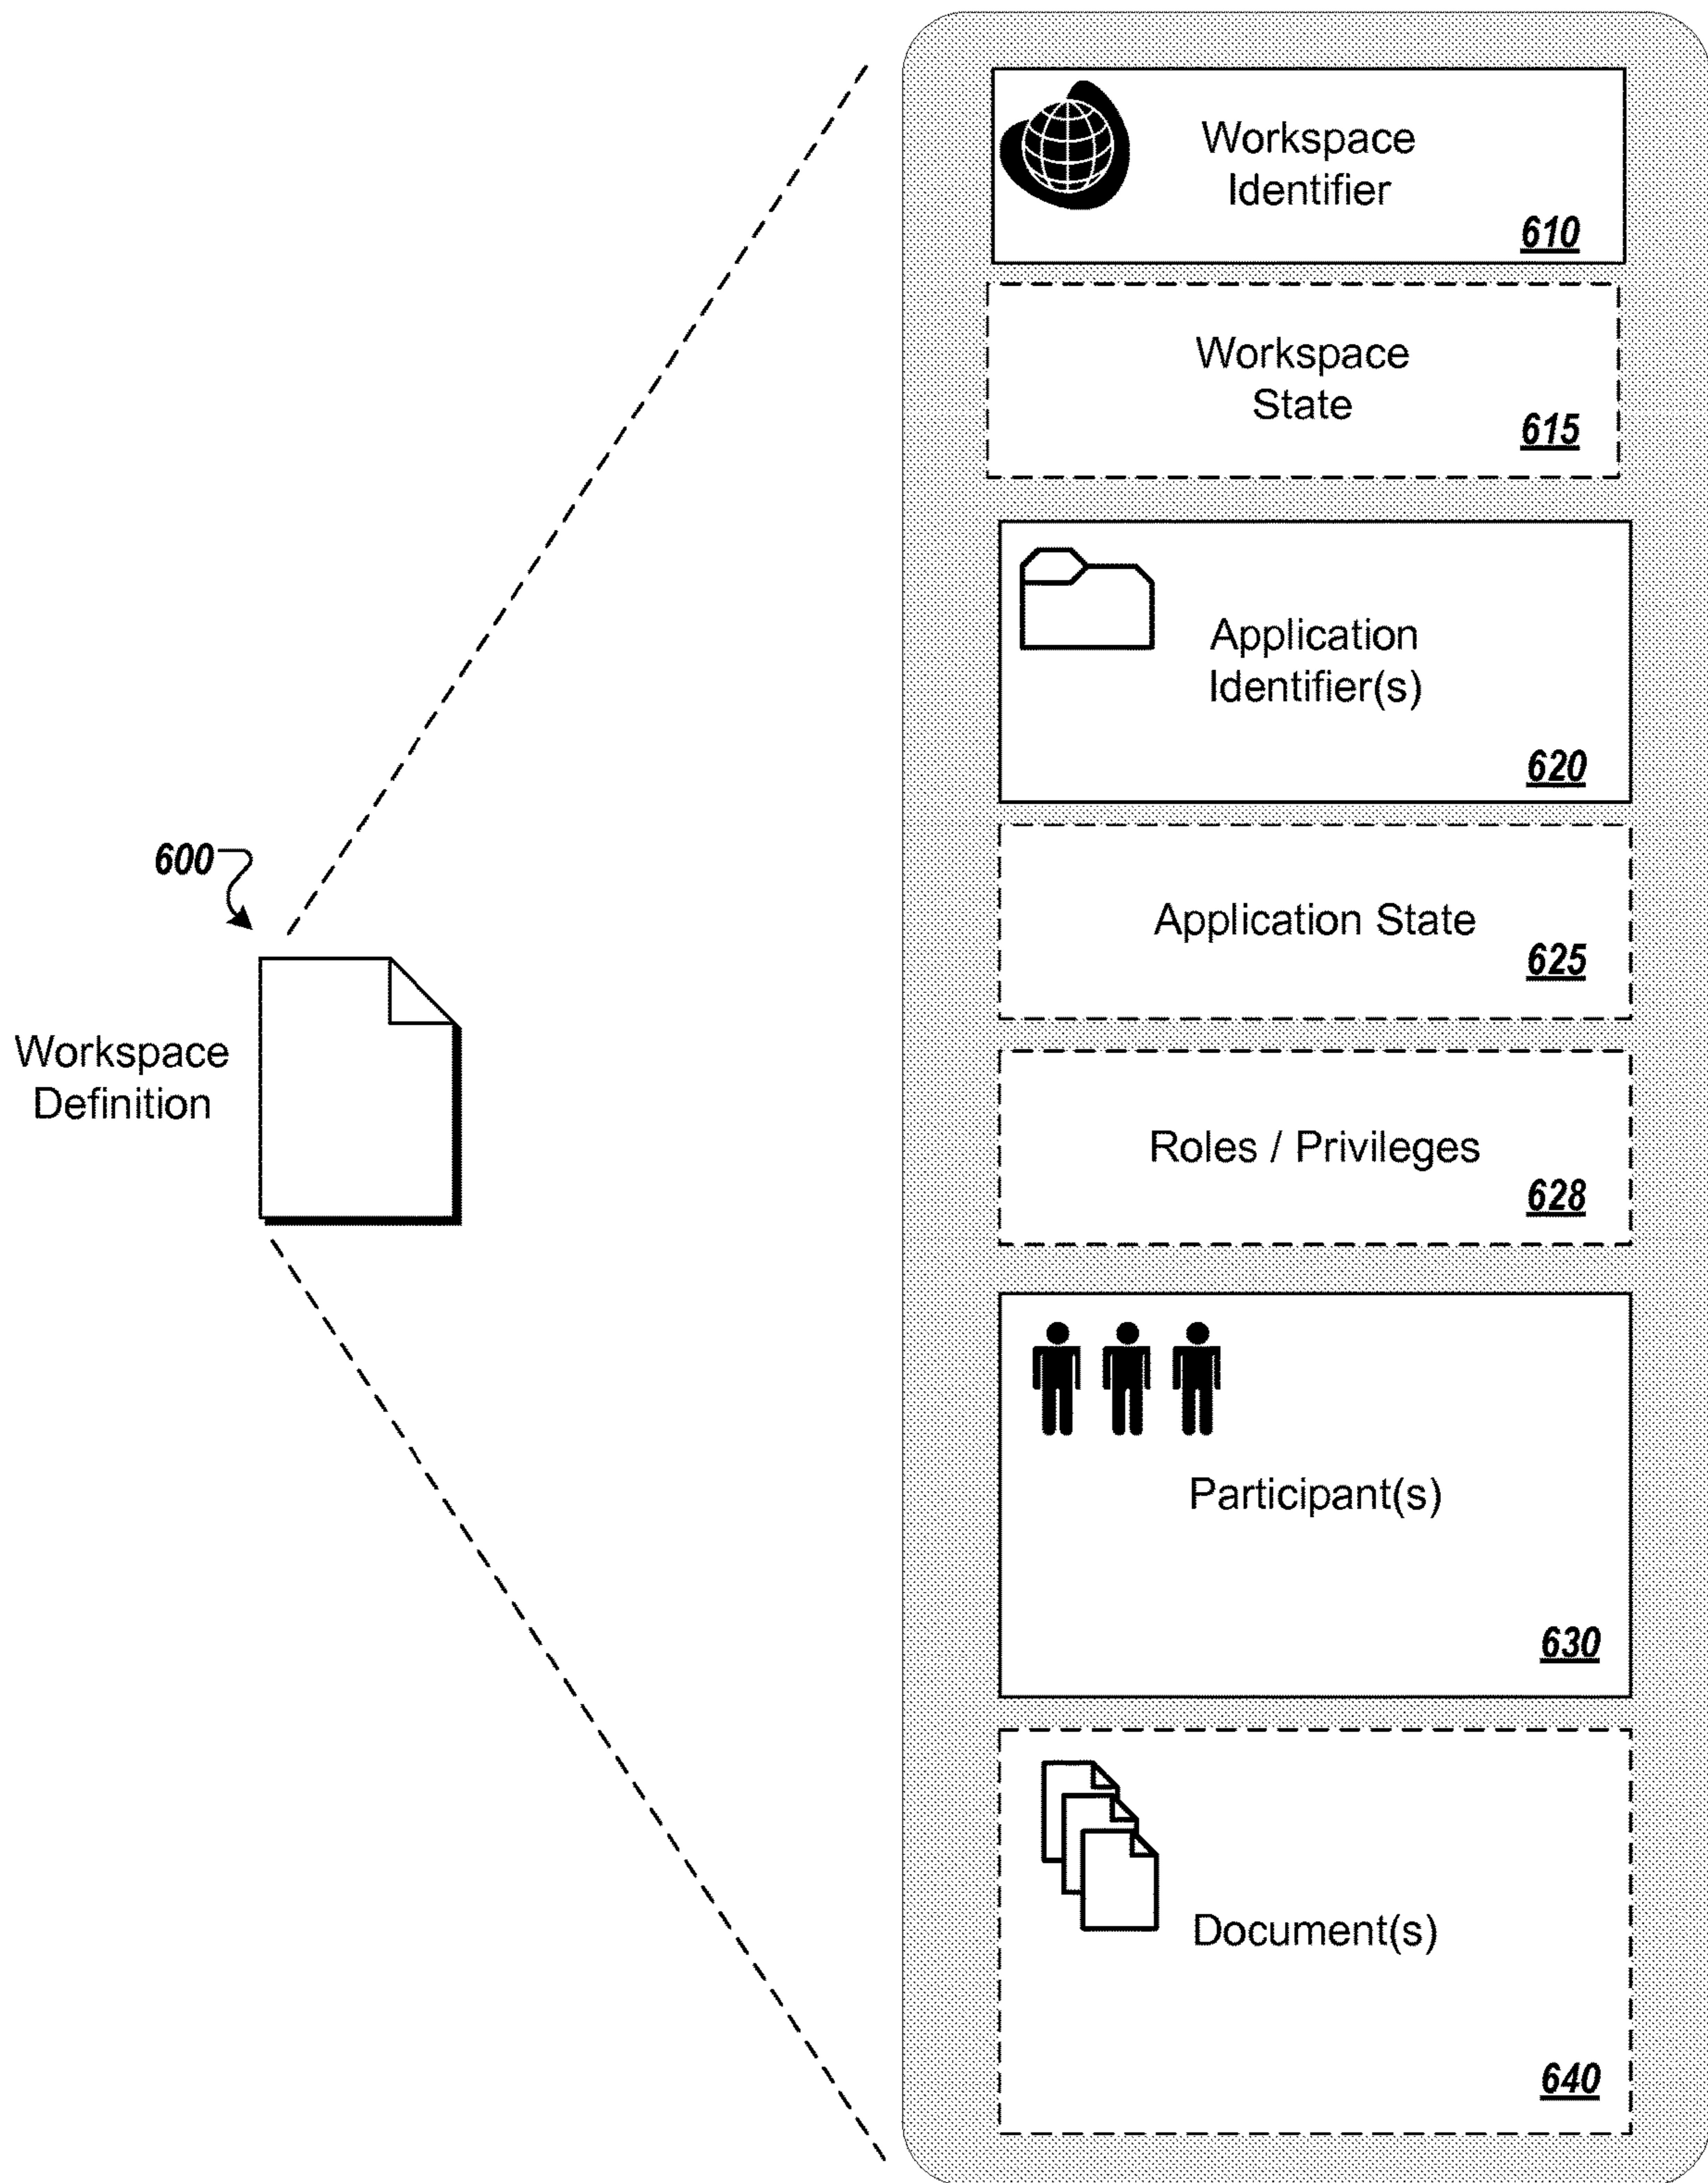 600
Workspace
Definition
Workspace
Identifier
610
Workspace
State
615
Application
Identifier(s)
620
Application State
625
Roles / Privileges
628
Participant(s)
630
Document(s)
640